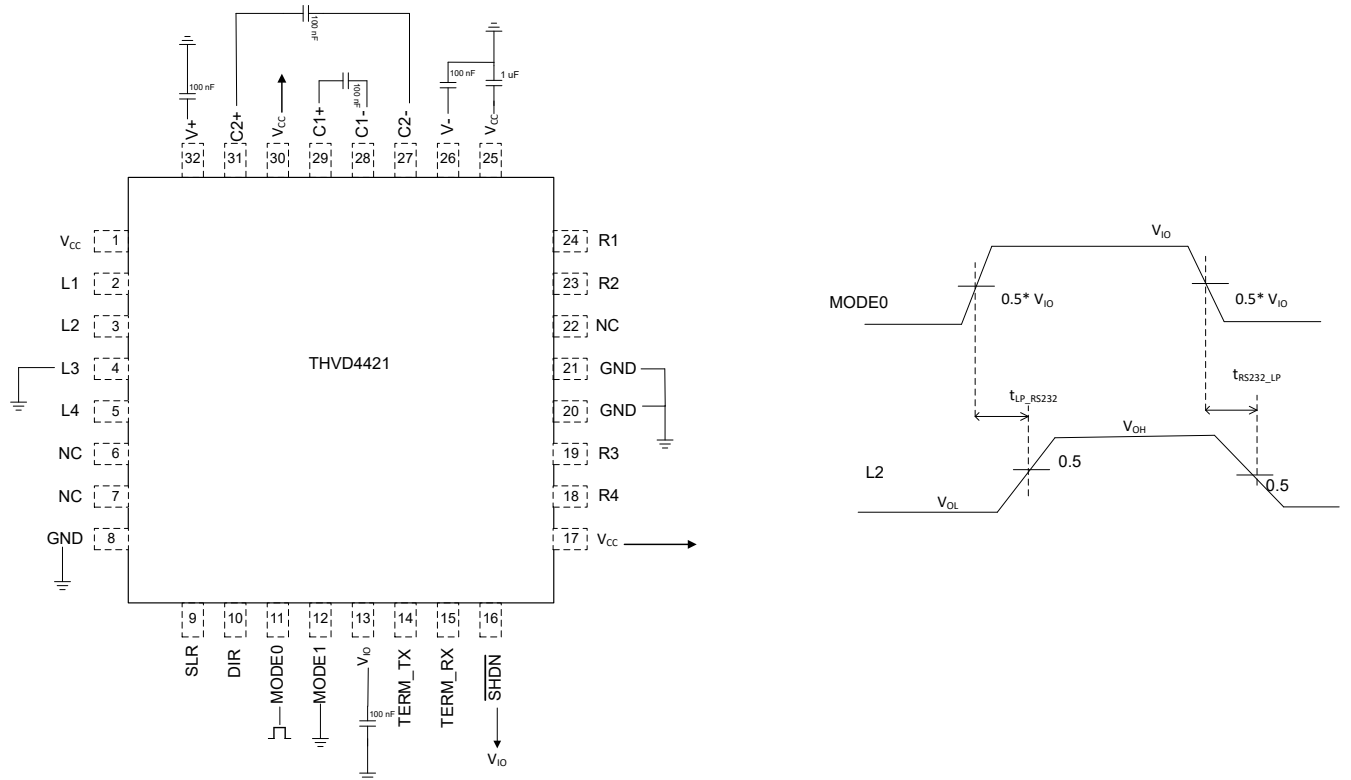 100 nF
100 nF
100 nF
100 nF
1 uF
V+
C2+
VCC
C1+
C1-
C2-
V-
VCC
32
31
30
29
28
27
26
25
VCC 1
L1 2
L2 3
L3 4
L4 5
NC 6
NC 7
GND 8
THVD4421
24 R1
23 R2
22 NC
21 GND
20 GND
19 R3
18 R4
17 VCC
9
10
11
12
13
14
15
16
SLR
DIR
MODE0
MODE1
VIO
TERM_TX
TERM_RX
SHDN
100 nF
VIO
VIO
MODE0
0.5* VIO
0.5* VIO
tLP_RS232
tRS232_LP
VOH
L2
0.5
0.5
VOL